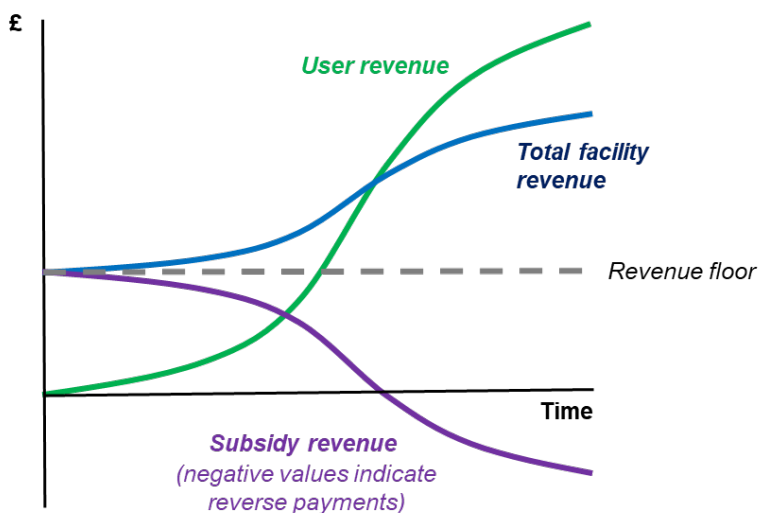 £
User revenue
Total facility
revenue
Revenue floor
Time
Subsidy revenue
(negative values indicate
reverse payments)